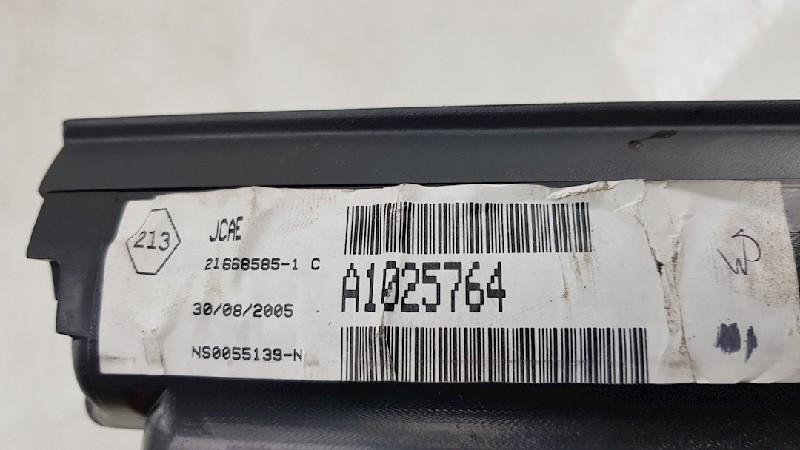 213
JCAE
21668585-1 C
A1025764
30/08/2005
NS0055139-N